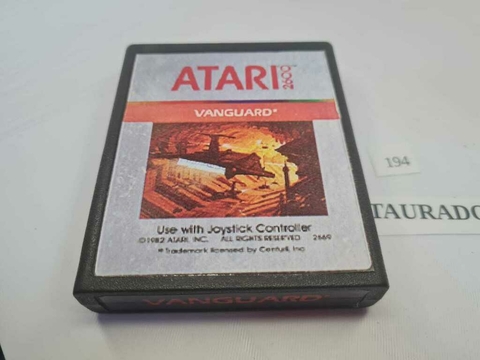 ATARI 2600™
VANGUARD*
Use with Joystick Controller
©1982 ATARI, INC. ALL RIGHTS RESERVED 2669
* Trademark licensed by Centuri, Inc.
VANGUARD
194
TAURADO